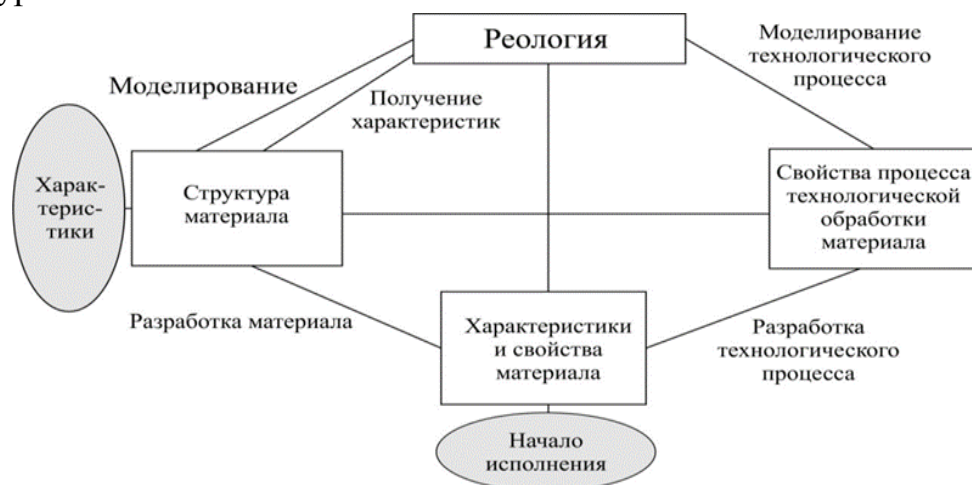 ур
Реология
Моделирование
технологического
процесса
Моделирование
Получение
характеристик
Харак-
терис-
тики
Структура
материала
Свойства процесса
технологической
обработки
материала
Разработка материала
Характеристики
и свойства
материала
Разработка
технологического
процесса
Начало
исполнения